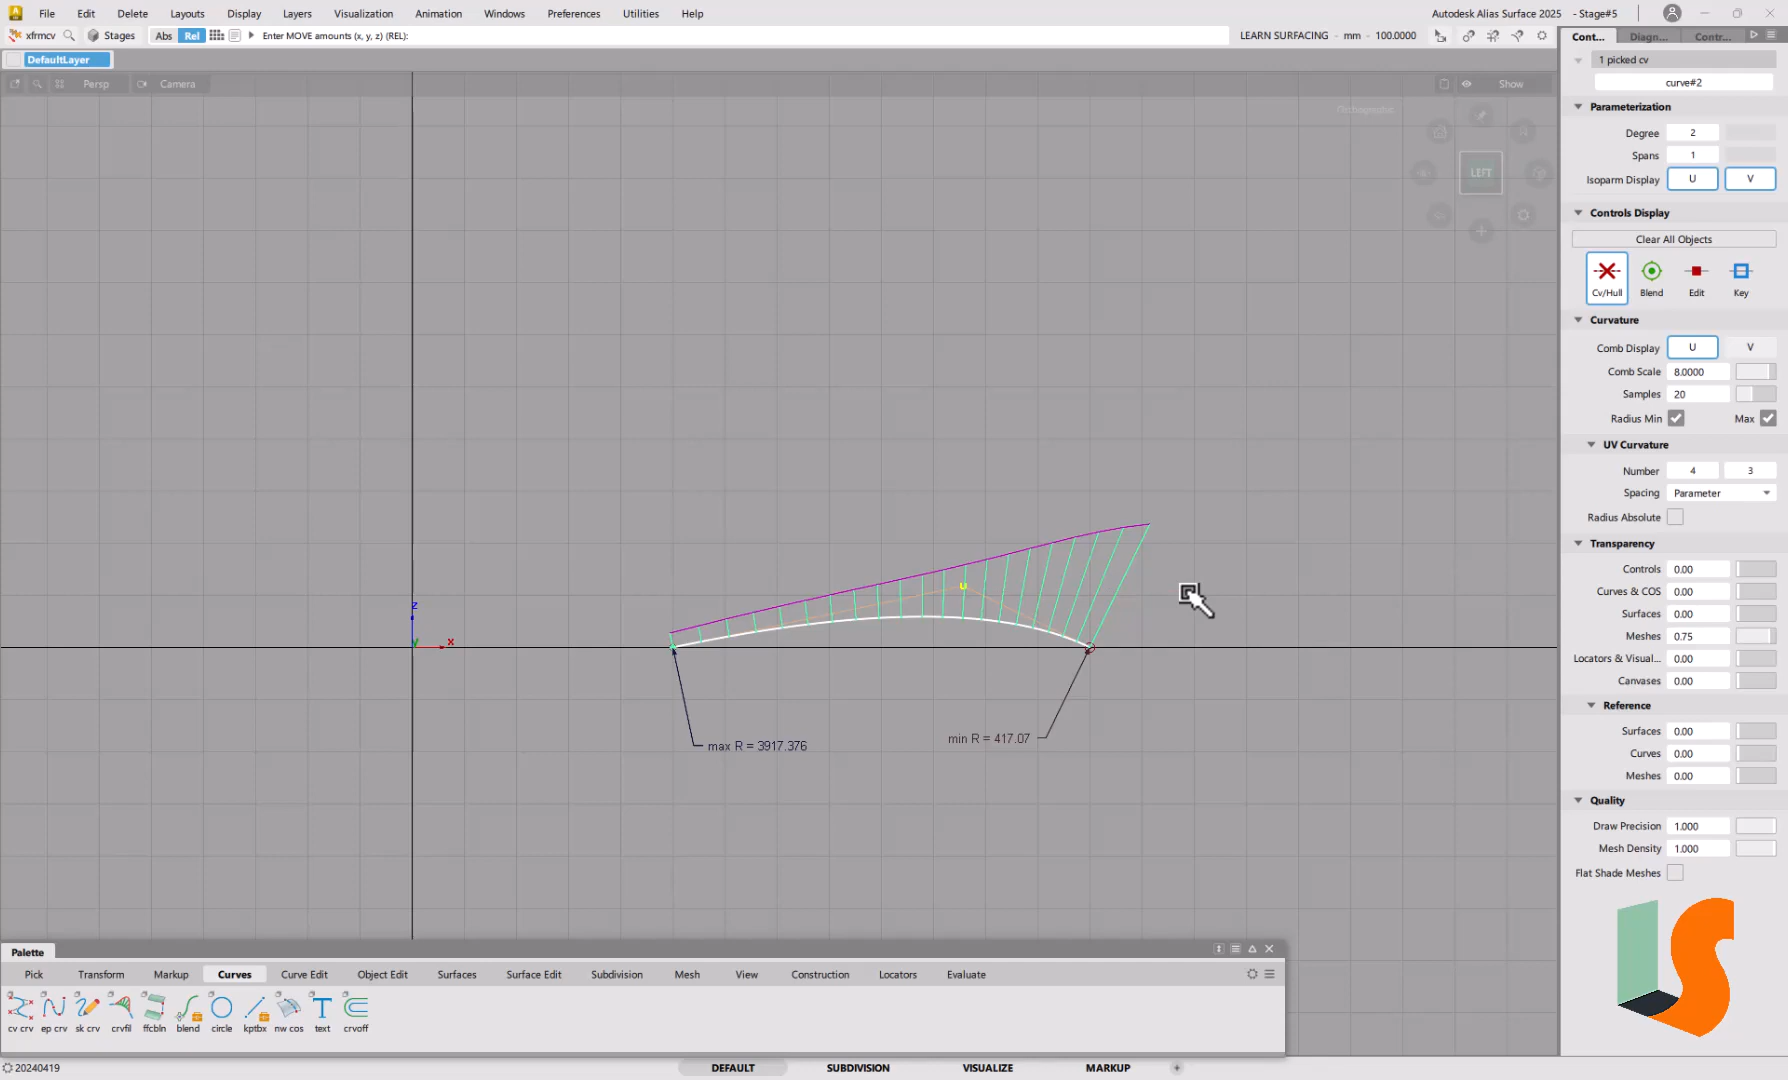 File Edit Delete Layouts Display Layers Visualization Animation Windows Preferences Utilities Help Autodesk Alias Surface 2025 - Stage#5
xfrmcv Stages Abs Rel Enter MOVE amounts (x, y, z) (REL): LEARN SURFACING - mm - 100.0000
Cont... Diagn... Contr...
DefaultLayer
1 picked cv
curve#2
Persp Camera Show
Orthographic
LEFT
Parameterization
Degree 2
Spans 1
Isoparm Display U V
Controls Display
Clear All Objects
Cv/Hull Blend Edit Key
Curvature
Comb Display U V
Comb Scale 8.0000
Samples 20
Radius Min Max
UV Curvature
Number 4 3
Spacing Parameter
Radius Absolute
Transparency
Controls 0.00
Curves & COS 0.00
Surfaces 0.00
Meshes 0.75
Locators & Visual... 0.00
Canvases 0.00
Reference
Surfaces 0.00
Curves 0.00
Meshes 0.00
Quality
Draw Precision 1.000
Mesh Density 1.000
Flat Shade Meshes
U
Z
Y X
max R = 3917.376
min R = 417.07
Palette
Pick Transform Markup Curves Curve Edit Object Edit Surfaces Surface Edit Subdivision Mesh View Construction Locators Evaluate
cv crv ep crv sk crv crvfil ffcbln blend circle kptbx nw cos text crvoff
20240419 DEFAULT SUBDIVISION VISUALIZE MARKUP +
LS